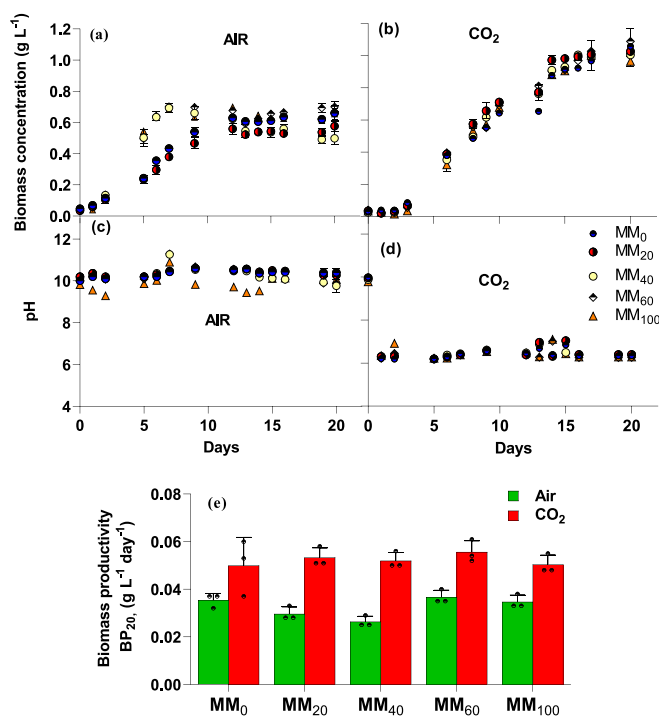 (a)
AIR
Biomass concentration (g L⁻¹)
1.2
1.0
0.8
0.6
0.4
0.2
0.0
(b)
CO₂
(c)
AIR
pH
12
10
8
6
4
0 5 10 15 20
Days
(d)
CO₂
0 5 10 15 20
Days
MM₀
MM₂₀
MM₄₀
MM₆₀
MM₁₀₀
(e)
Air
CO₂
Biomass productivity
BP₂₀, (g L⁻¹ day⁻¹)
0.08
0.06
0.04
0.02
0.00
MM₀ MM₂₀ MM₄₀ MM₆₀ MM₁₀₀